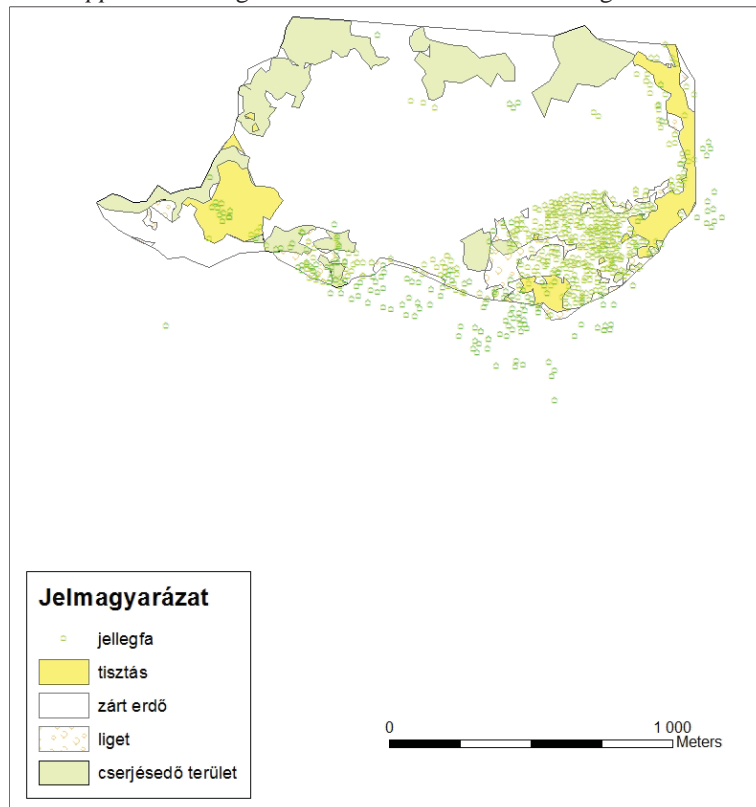 Jelmagyarázat
jellegfa
tisztás
zárt erdő
liget
cserjésedő terület
0 1 000
Meters